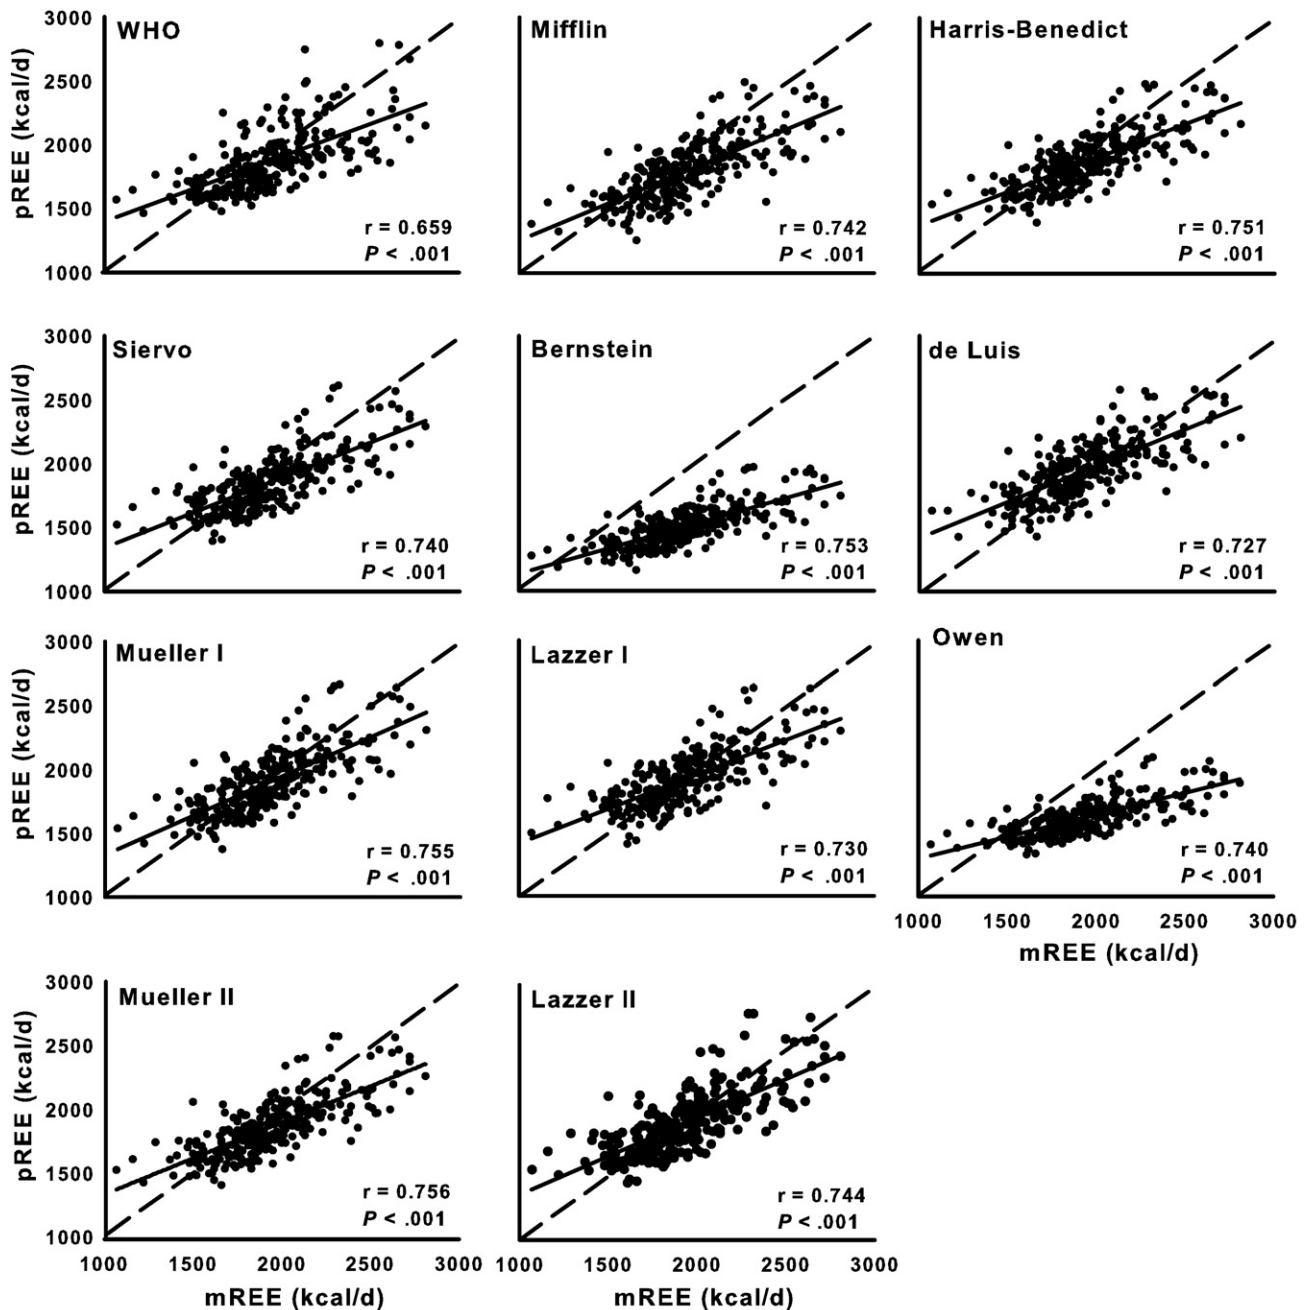 3000
WHO
Mifflin
Harris-Benedict
2500
2000
1500
1000
pREE (kcal/d)
r = 0.659
P < .001
r = 0.742
P < .001
r = 0.751
P < .001
3000
Siervo
Bernstein
de Luis
2500
2000
1500
1000
pREE (kcal/d)
r = 0.740
P < .001
r = 0.753
P < .001
r = 0.727
P < .001
3000
Mueller I
Lazzer I
Owen
2500
2000
1500
1000
pREE (kcal/d)
r = 0.755
P < .001
r = 0.730
P < .001
r = 0.740
P < .001
1000 1500 2000 2500 3000
mREE (kcal/d)
3000
Mueller II
Lazzer II
2500
2000
1500
1000
pREE (kcal/d)
r = 0.756
P < .001
r = 0.744
P < .001
1000 1500 2000 2500 3000
1000 1500 2000 2500 3000
mREE (kcal/d)
mREE (kcal/d)